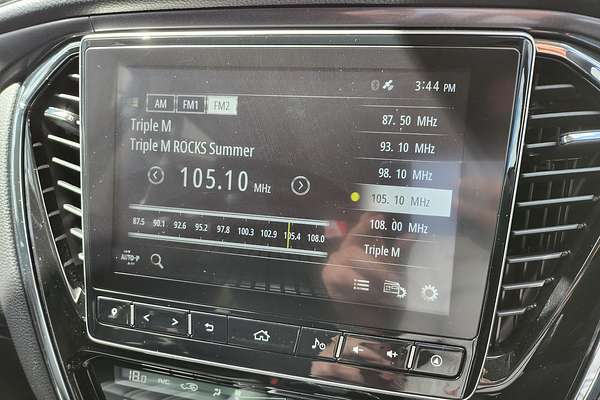 3:44 PM
AM FM1 FM2
Triple M
Triple M ROCKS Summer
105.10 MHz
87.5 90.1 92.6 95.2 97.8 100.3 102.9 105.4 108.0
AUTO-P
87. 50 MHz
93. 10 MHz
98. 10 MHz
105. 10 MHz
108. 00 MHz
Triple M
18.0 A/C